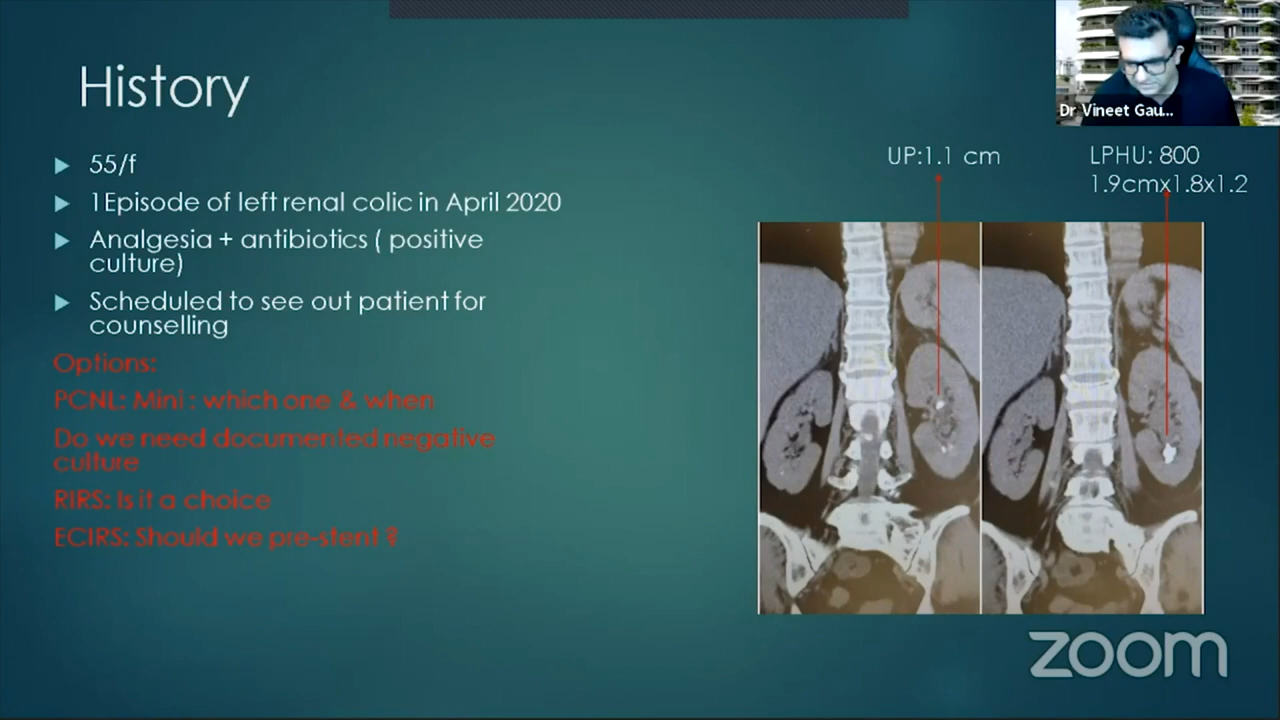 History
55/f
1Episode of left renal colic in April 2020
Analgesia + antibiotics ( positive
culture)
Scheduled to see out patient for
counselling
Options:
PCNL: Mini : which one & when
Do we need documented negative
culture
RIRS: Is it a choice
ECIRS: Should we pre-stent ?
UP:1.1 cm
LPHU: 800
1.9cmx1.8x1.2
Dr Vineet Gau...
zoom